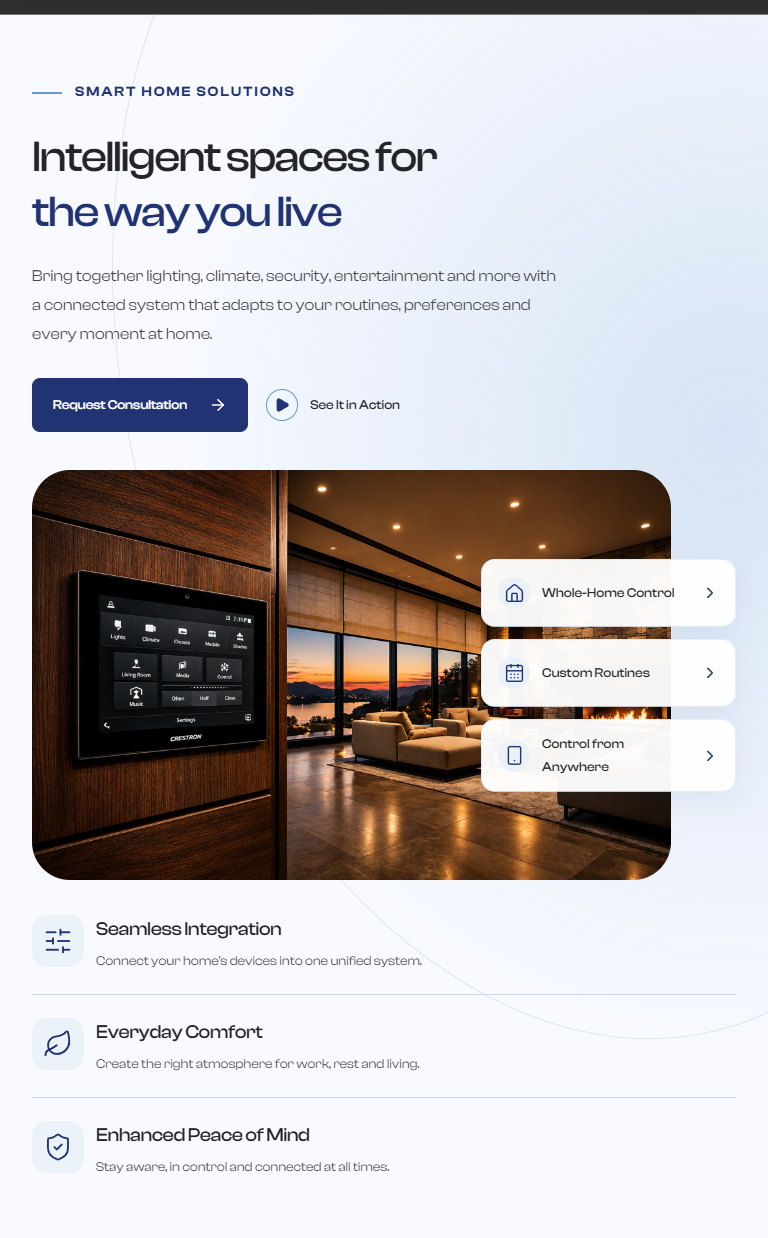 SMART HOME SOLUTIONS
Intelligent spaces for
the way you live
Bring together lighting, climate, security, entertainment and more with
a connected system that adapts to your routines, preferences and
every moment at home.
Request Consultation
See It in Action
Lights
Climate
Choses
Mediate
Shades
Living Room
Media
Control
Music
Often
Half
Close
Settings
CRESTRON
Whole-Home Control
Custom Routines
Control from
Anywhere
Seamless Integration
Connect your home's devices into one unified system.
Everyday Comfort
Create the right atmosphere for work, rest and living.
Enhanced Peace of Mind
Stay aware, in control and connected at all times.